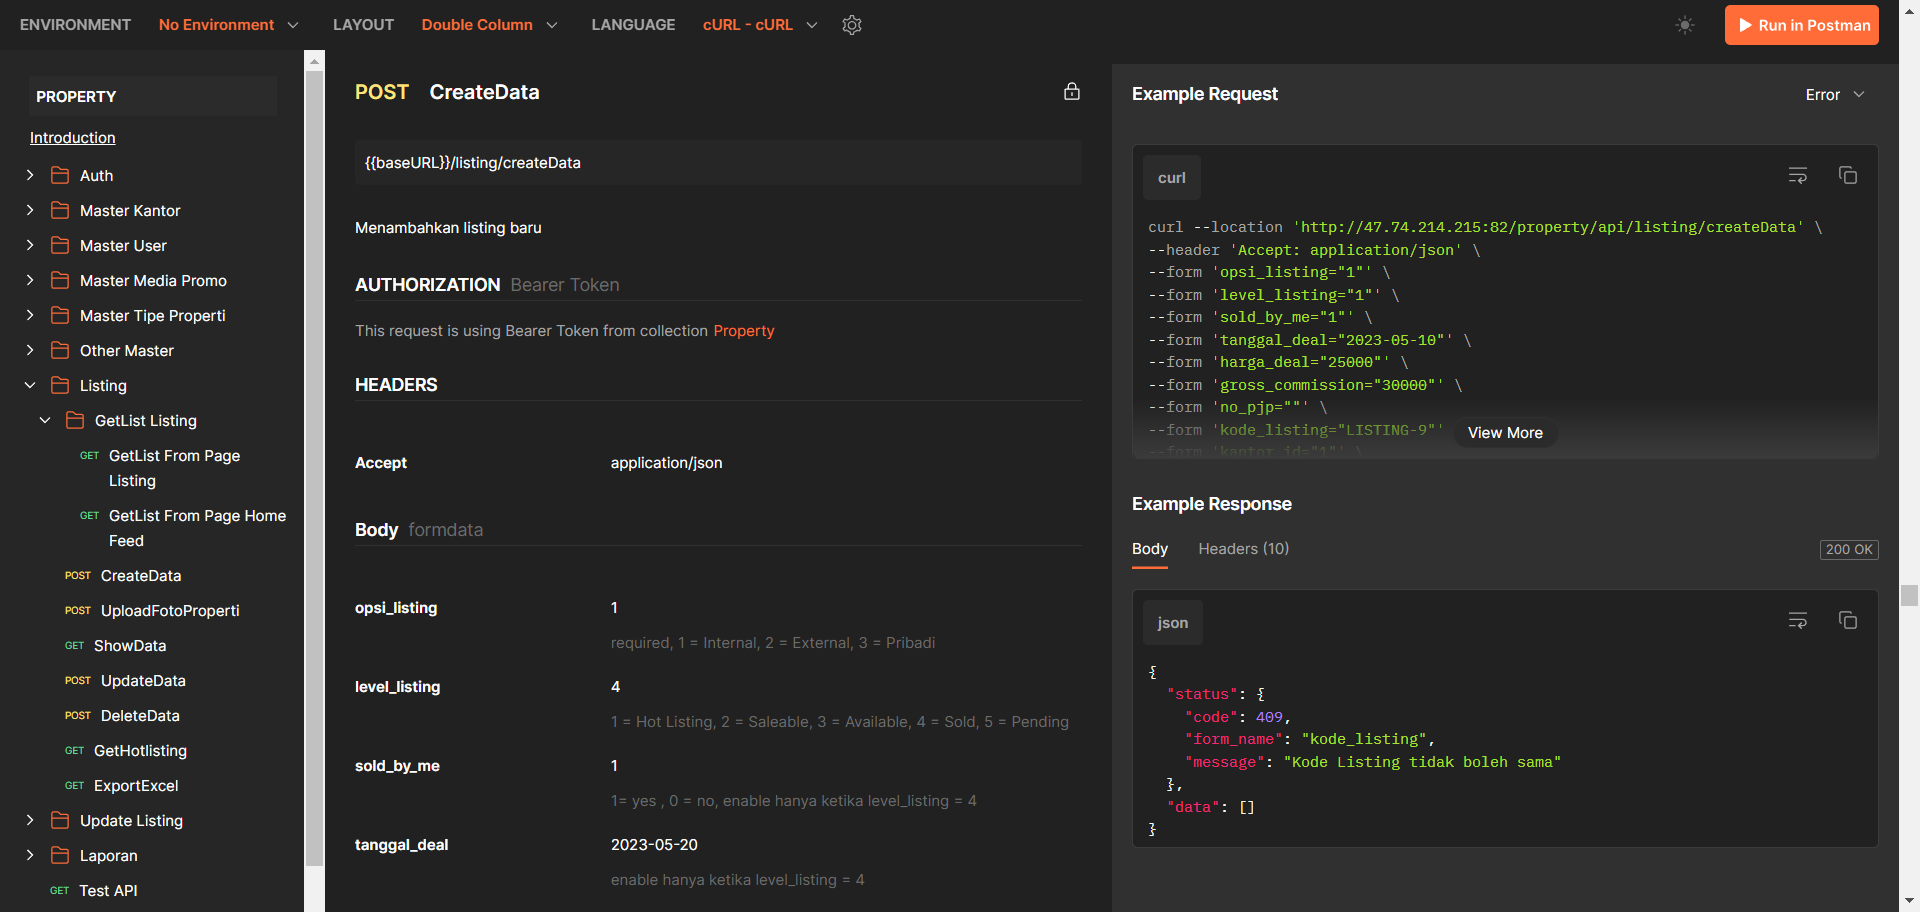 ENVIRONMENT No Environment LAYOUT Double Column LANGUAGE cURL - cURL Run in Postman
PROPERTY
Introduction
Auth
Master Kantor
Master User
Master Media Promo
Master Tipe Properti
Other Master
Listing
GetList Listing
GET GetList From Page
Listing
GET GetList From Page Home
Feed
POST CreateData
POST UploadFotoProperti
GET ShowData
POST UpdateData
POST DeleteData
GET GetHotlisting
GET ExportExcel
Update Listing
Laporan
GET Test API
POST CreateData
{{baseURL}}/listing/createData
Menambahkan listing baru
AUTHORIZATION Bearer Token
This request is using Bearer Token from collection Property
HEADERS
Accept application/json
Body formdata
opsi_listing 1
required, 1 = Internal, 2 = External, 3 = Pribadi
level_listing 4
1 = Hot Listing, 2 = Saleable, 3 = Available, 4 = Sold, 5 = Pending
sold_by_me 1
1= yes , 0 = no, enable hanya ketika level_listing = 4
tanggal_deal 2023-05-20
enable hanya ketika level_listing = 4
Example Request Error
curl
curl --location 'http://47.74.214.215:82/property/api/listing/createData' \
--header 'Accept: application/json' \
--form 'opsi_listing="1"' \
--form 'level_listing="1"' \
--form 'sold_by_me="1"' \
--form 'tanggal_deal="2023-05-10"' \
--form 'harga_deal="25000"' \
--form 'gross_commission="30000"' \
--form 'no_pjp=""' \
--form 'kode_listing="LISTING-9"'
View More
--form 'kantor_id="1"' \
Example Response
Body Headers (10) 200 OK
json
{
"status": {
"code": 409,
"form_name": "kode_listing",
"message": "Kode Listing tidak boleh sama"
},
"data": []
}